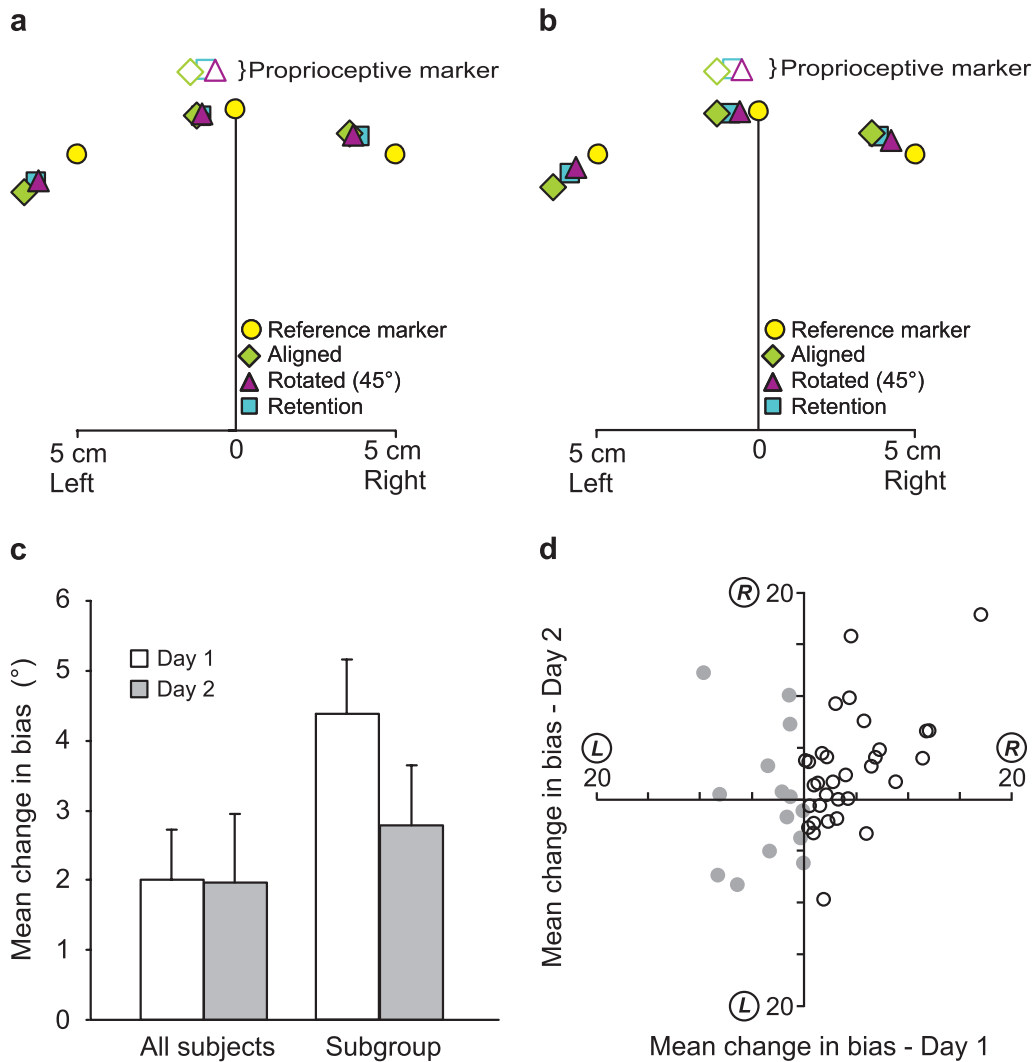 a
}Proprioceptive marker
Reference marker
Aligned
Rotated (45°)
Retention
5 cm
Left
0
5 cm
Right
b
}Proprioceptive marker
Reference marker
Aligned
Rotated (45°)
Retention
5 cm
Left
0
5 cm
Right
c
Mean change in bias (°)
6
5
4
3
2
1
0
Day 1
Day 2
All subjects
Subgroup
d
Mean change in bias - Day 2
R 20
L
20
R
20
L 20
Mean change in bias - Day 1